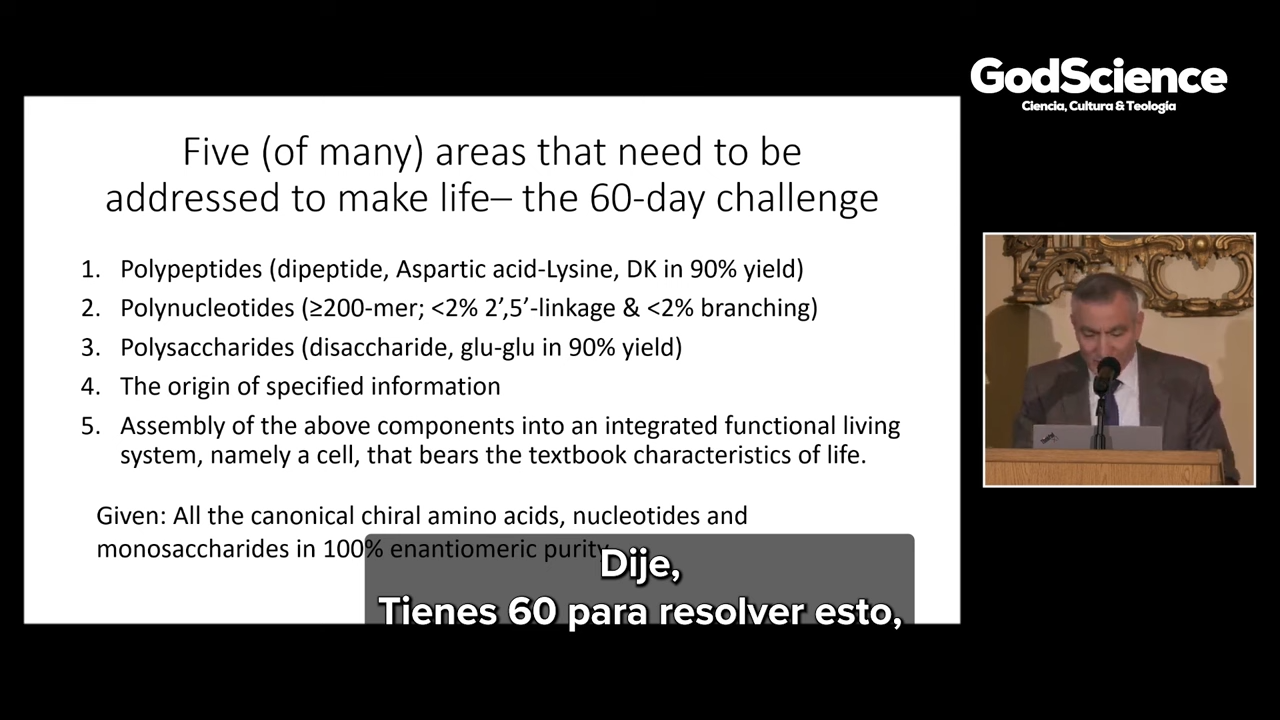 GodScience
Ciencia, Cultura & Teología
Five (of many) areas that need to be
addressed to make life– the 60-day challenge
1. Polypeptides (dipeptide, Aspartic acid-Lysine, DK in 90% yield)
2. Polynucleotides (≥200-mer; <2% 2’,5’-linkage & <2% branching)
3. Polysaccharides (disaccharide, glu-glu in 90% yield)
4. The origin of specified information
5. Assembly of the above components into an integrated functional living
system, namely a cell, that bears the textbook characteristics of life.
Given: All the canonical chiral amino acids, nucleotides and
monosaccharides in 100% enantiomeric purity
Dije,
Tienes 60 para resolver esto,